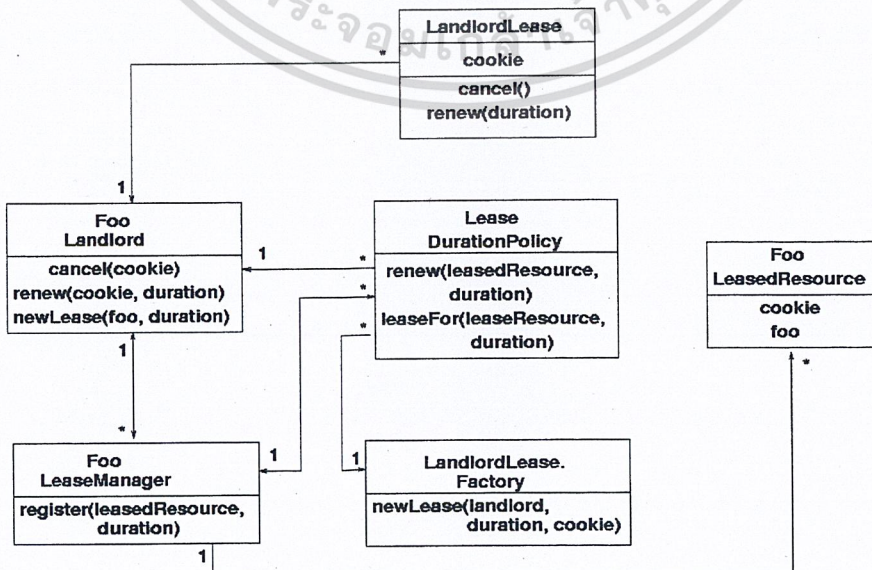 LandlordLease
cookie
cancel()
renew(duration)
*
1
Foo
Landlord
cancel(cookie)
renew(cookie, duration)
newLease(foo, duration)
1
*
Lease
DurationPolicy
renew(leasedResource,
duration)
leaseFor(leaseResource,
duration)
1
*
*
*
Foo
LeasedResource
cookie
foo
*
Foo
LeaseManager
register(leasedResource,
duration)
1
1
LandlordLease.
Factory
newLease(landlord,
duration, cookie)
1